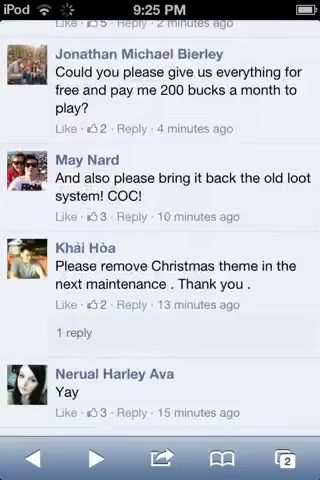 iPod 9:25 PM
Like · 5 · Reply · 2 minutes ago
Jonathan Michael Bierley
Could you please give us everything for
free and pay me 200 bucks a month to
play?
Like · 2 · Reply · 4 minutes ago
May Nard
And also please bring it back the old loot
system! COC!
Like · 3 · Reply · 10 minutes ago
Khải Hòa
Please remove Christmas theme in the
next maintenance . Thank you .
Like · 2 · Reply · 13 minutes ago
1 reply
Nerual Harley Ava
Yay
Like · 3 · Reply · 15 minutes ago
2